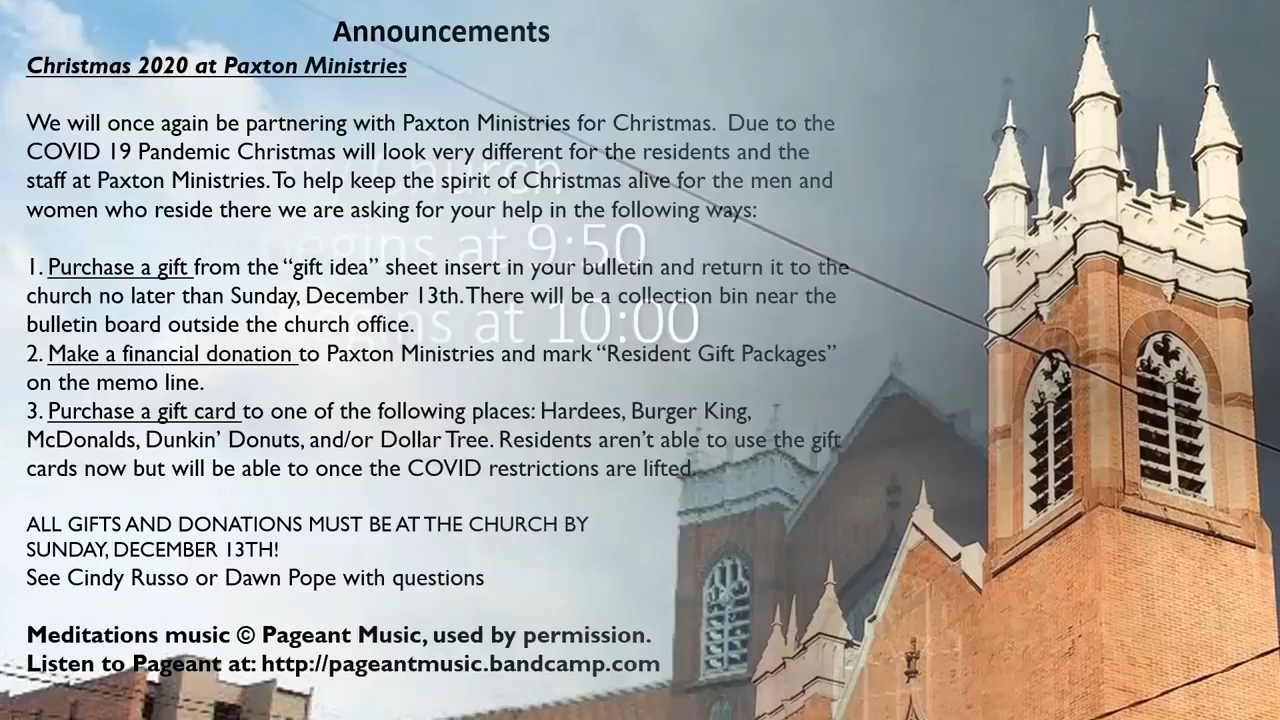 Announcements
Christmas 2020 at Paxton Ministries
We will once again be partnering with Paxton Ministries for Christmas.  Due to the
COVID 19 Pandemic Christmas will look very different for the residents and the
staff at Paxton Ministries. To help keep the spirit of Christmas alive for the men and
women who reside there we are asking for your help in the following ways:
1. Purchase a gift from the “gift idea” sheet insert in your bulletin and return it to the
church no later than Sunday, December 13th. There will be a collection bin near the
bulletin board outside the church office.
2. Make a financial donation to Paxton Ministries and mark “Resident Gift Packages”
on the memo line.
3. Purchase a gift card to one of the following places: Hardees, Burger King,
McDonalds, Dunkin’ Donuts, and/or Dollar Tree. Residents aren’t able to use the gift
cards now but will be able to once the COVID restrictions are lifted.
ALL GIFTS AND DONATIONS MUST BE AT THE CHURCH BY
SUNDAY, DECEMBER 13TH!
See Cindy Russo or Dawn Pope with questions
Meditations music © Pageant Music, used by permission.
Listen to Pageant at: http://pageantmusic.bandcamp.com
Church
begins at 9:50
begins at 10:00